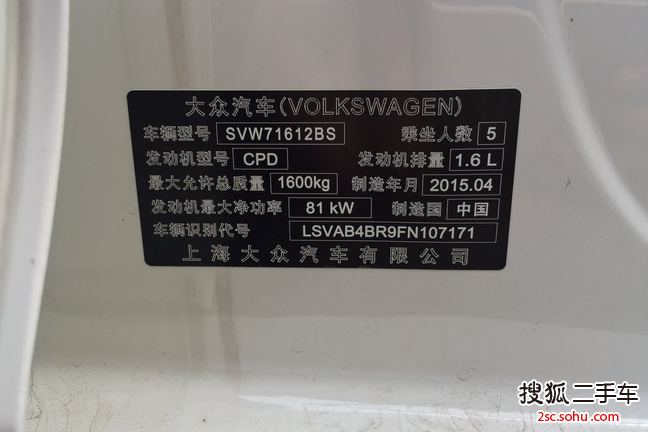 大众汽车(VOLKSWAGEN)
车辆型号 SVW71612BS 乘坐人数 5
发动机型号 CPD 发动机排量 1.6 L
最大允许总质量 1600kg 制造年月 2015.04
发动机最大净功率 81 kW 制造国 中国
车辆识别代号 LSVAB4BR9FN107171
上海大众汽车有限公司
搜狐二手车
2sc.sohu.com